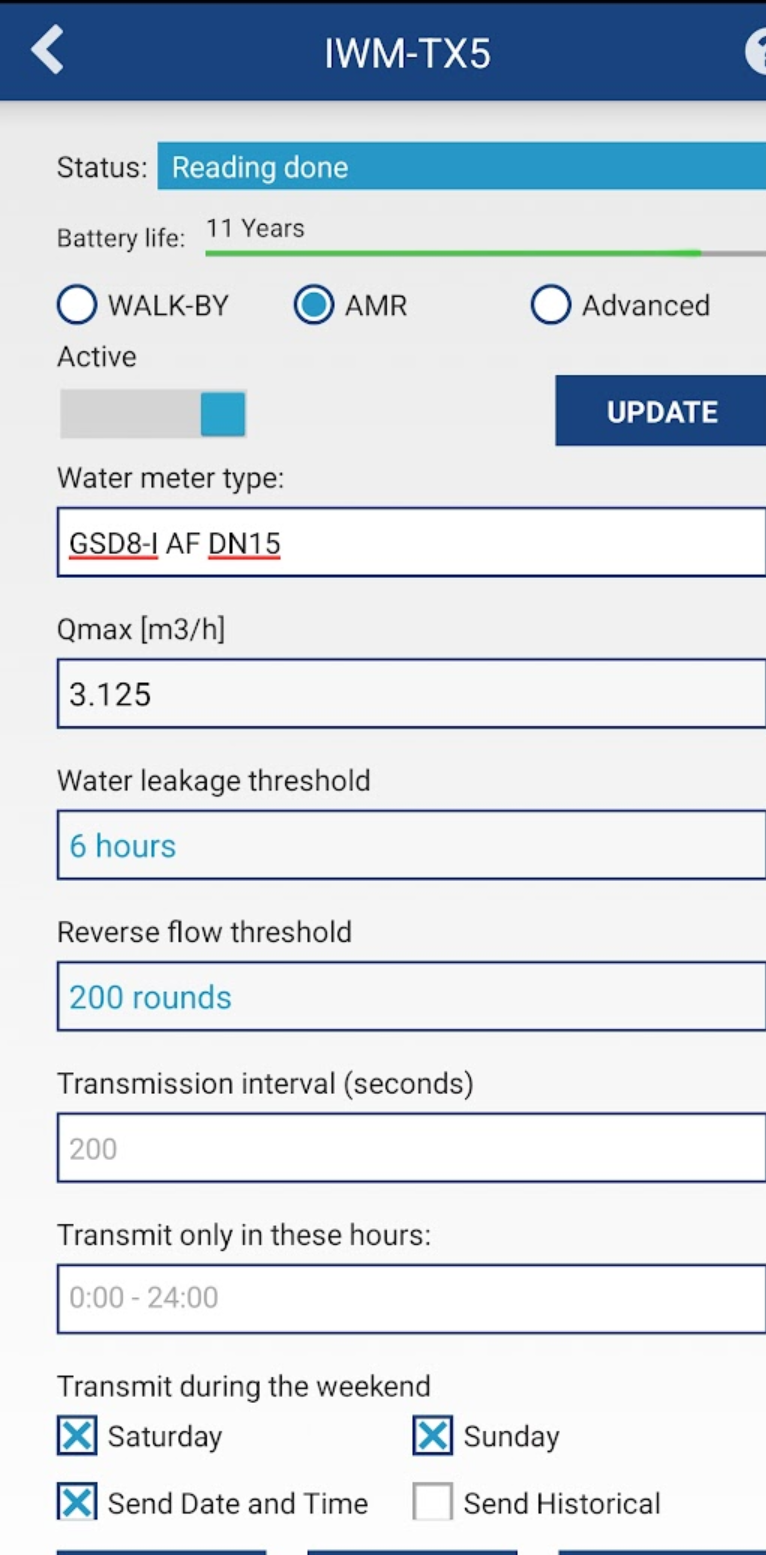 IWM-TX5
Status: Reading done
Battery life: 11 Years
WALK-BY AMR Advanced
Active
UPDATE
Water meter type:
GSD8-I AF DN15
Qmax [m3/h]
3.125
Water leakage threshold
6 hours
Reverse flow threshold
200 rounds
Transmission interval (seconds)
200
Transmit only in these hours:
0:00 - 24:00
Transmit during the weekend
Saturday Sunday
Send Date and Time Send Historical